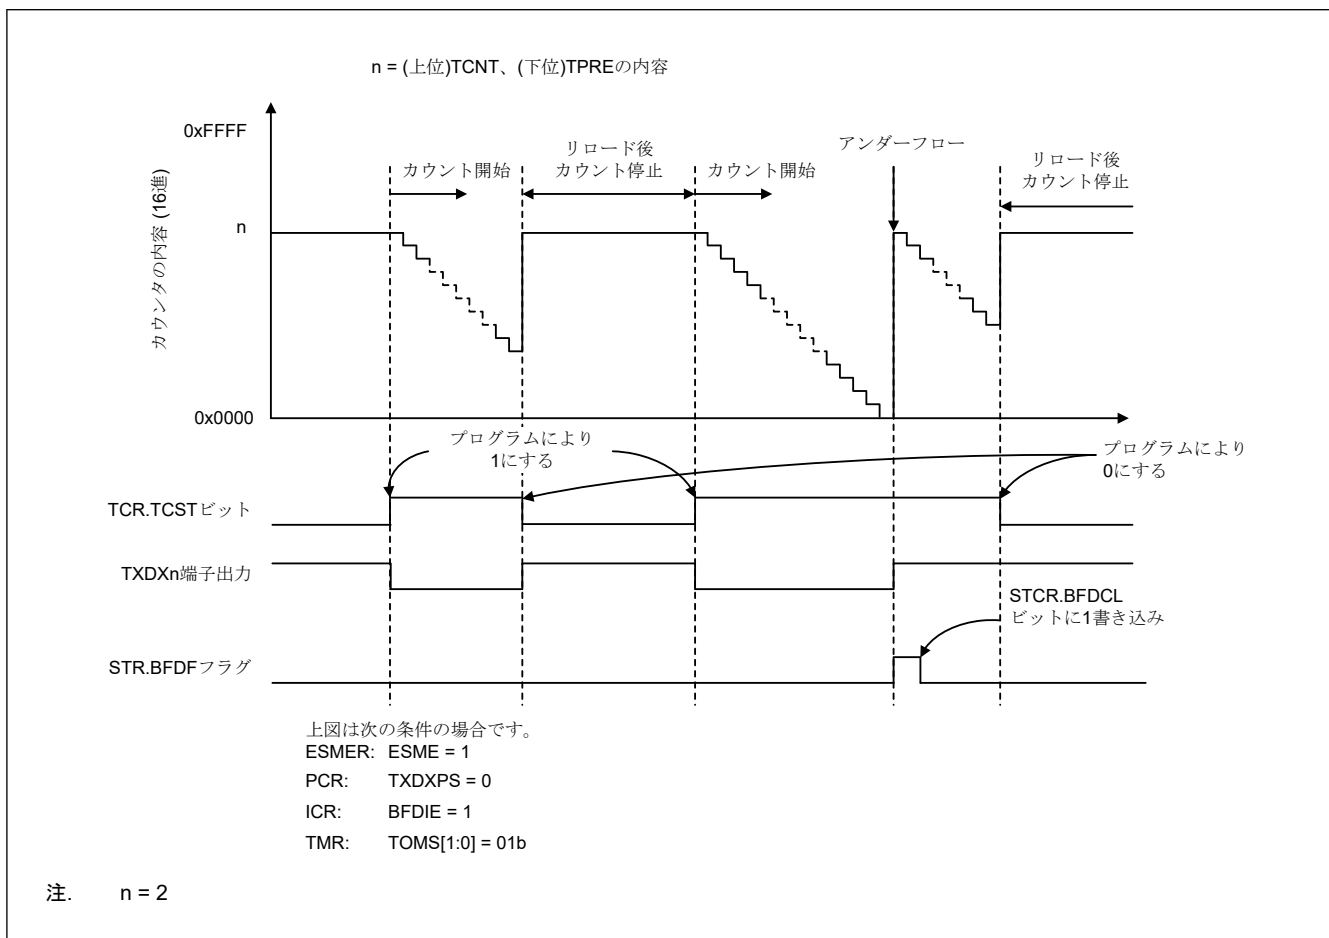 n = (上位)TCNT、(下位)TPREの内容
0xFFFF
カウンタの内容 (16進)
n
0x0000
カウント開始
リロード後
カウント停止
カウント開始
アンダーフロー
リロード後
カウント停止
プログラムにより
1にする
プログラムにより
0にする
TCR.TCSTビット
TXDXn端子出力
STCR.BFDCL
ビットに1書き込み
STR.BFDFフラグ
上図は次の条件の場合です。
ESMER: ESME = 1
PCR: TXDXPS = 0
ICR: BFDIE = 1
TMR: TOMS[1:0] = 01b
注. n = 2